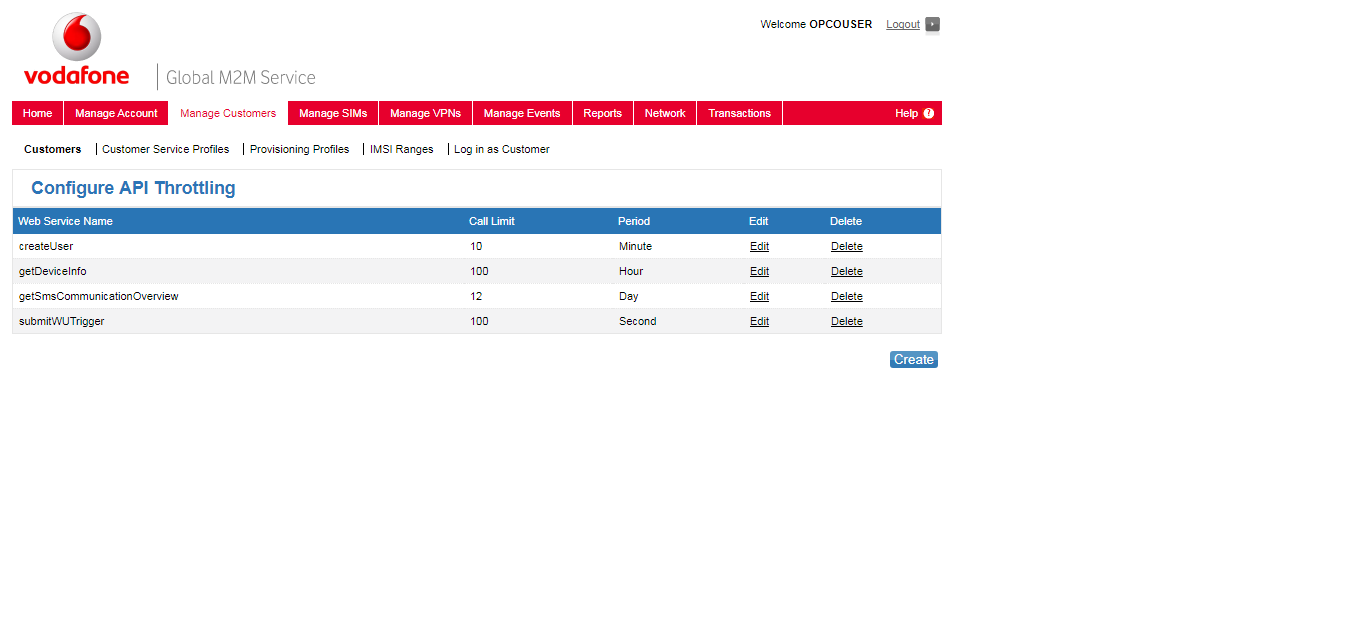 Welcome OPCOUSER Logout
vodafone Global M2M Service
Home Manage Account Manage Customers Manage SIMs Manage VPNs Manage Events Reports Network Transactions Help ?
Customers Customer Service Profiles Provisioning Profiles IMSI Ranges Log in as Customer
Configure API Throttling
Web Service Name Call Limit Period Edit Delete
createUser 10 Minute Edit Delete
getDeviceInfo 100 Hour Edit Delete
getSmsCommunicationOverview 12 Day Edit Delete
submitWUTrigger 100 Second Edit Delete
Create